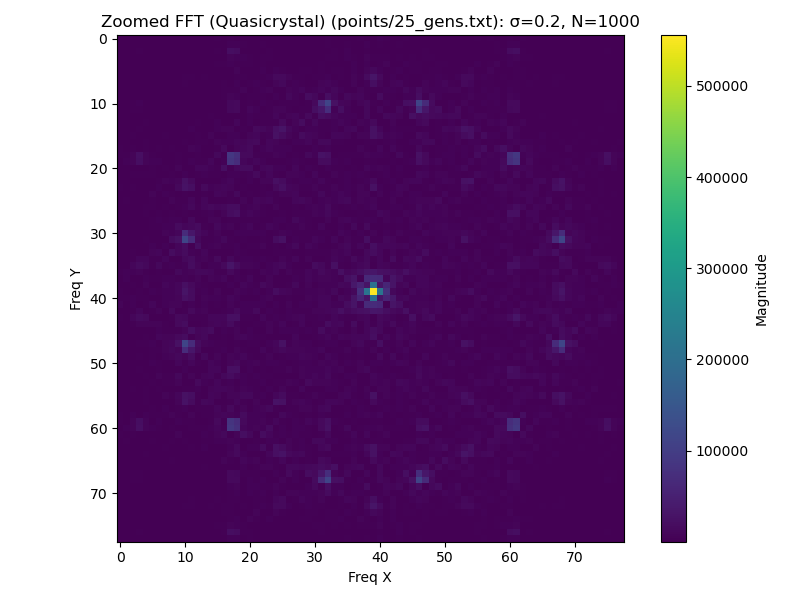 Zoomed FFT (Quasicrystal) (points/25_gens.txt): σ=0.2, N=1000
0
10
20
30
40
50
60
70
Freq Y
0 10 20 30 40 50 60 70
Freq X
500000
400000
300000
200000
100000
Magnitude